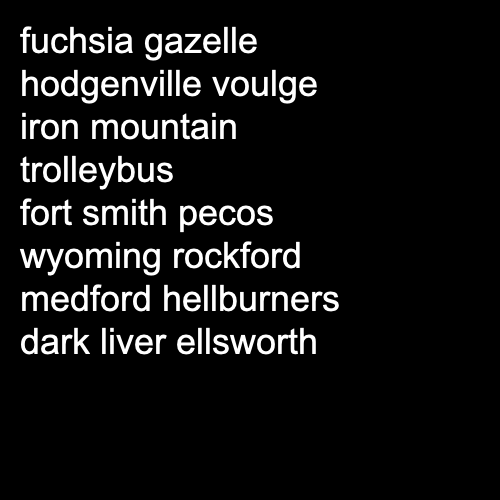 fuchsia gazelle
hodgenville voulge
iron mountain
trolleybus
fort smith pecos
wyoming rockford
medford hellburners
dark liver ellsworth